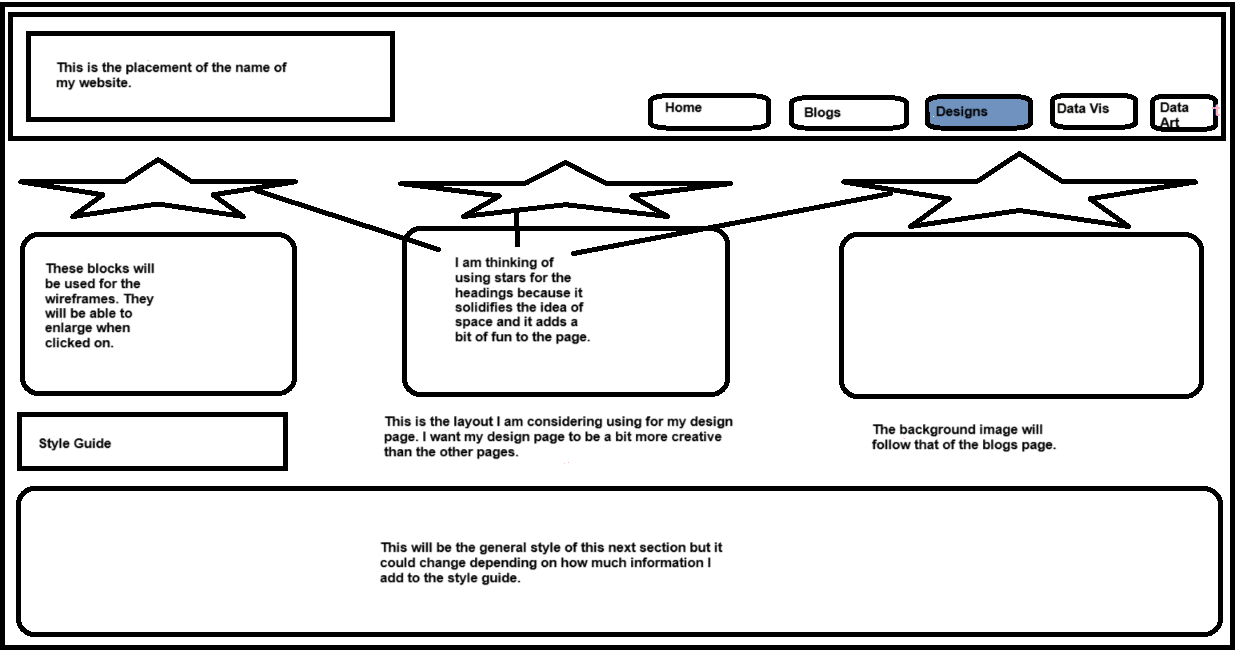 This is the placement of the name of
my website.
Home
Blogs
Designs
Data Vis
Data
Art
These blocks will
be used for the
wireframes. They
will be able to
enlarge when
clicked on.
I am thinking of
using stars for the
headings because it
solidifies the idea of
space and it adds a
bit of fun to the page.
Style Guide
This is the layout I am considering using for my design
page. I want my design page to be a bit more creative
than the other pages.
The background image will
follow that of the blogs page.
This will be the general style of this next section but it
could change depending on how much information I
add to the style guide.